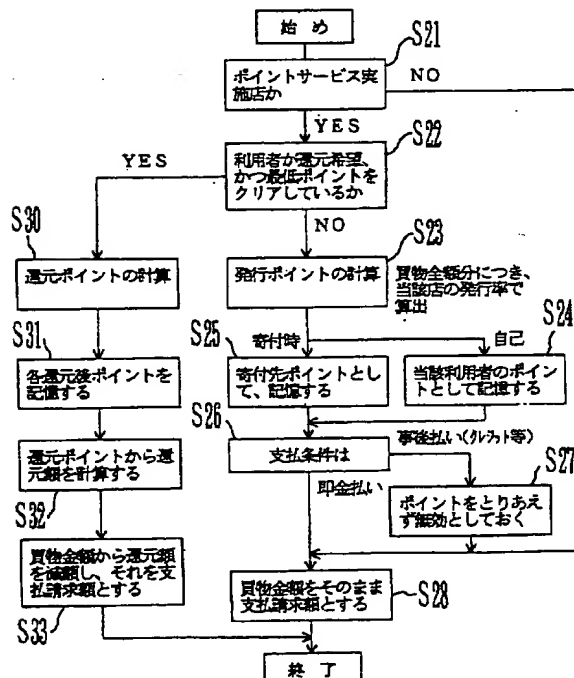 始め
S21
ポイントサービス実
施店か
NO
YES
S22
利用者が還元希望、
かつ最低ポイントを
クリアしているか
YES
NO
S30
還元ポイントの計算
S23
発行ポイントの計算
買物金額分につき、
当該店の発行率で
算出
S31
各還元後ポイントを
記憶する
S25
寄付時
寄付先ポイントとし
て、記憶する
自己
S24
当該利用者のポイン
トとして記憶する
S26
支払条件は
事後払い(クレジット等)
即金払い
S27
ポイントをとりあえ
ず無効としておく
還元ポイントから還
元額を計算する
S32
買物金額から還元額
を減額し、それを支
払請求額とする
S33
買物金額をそのまま
支払請求額とする
S28
終了